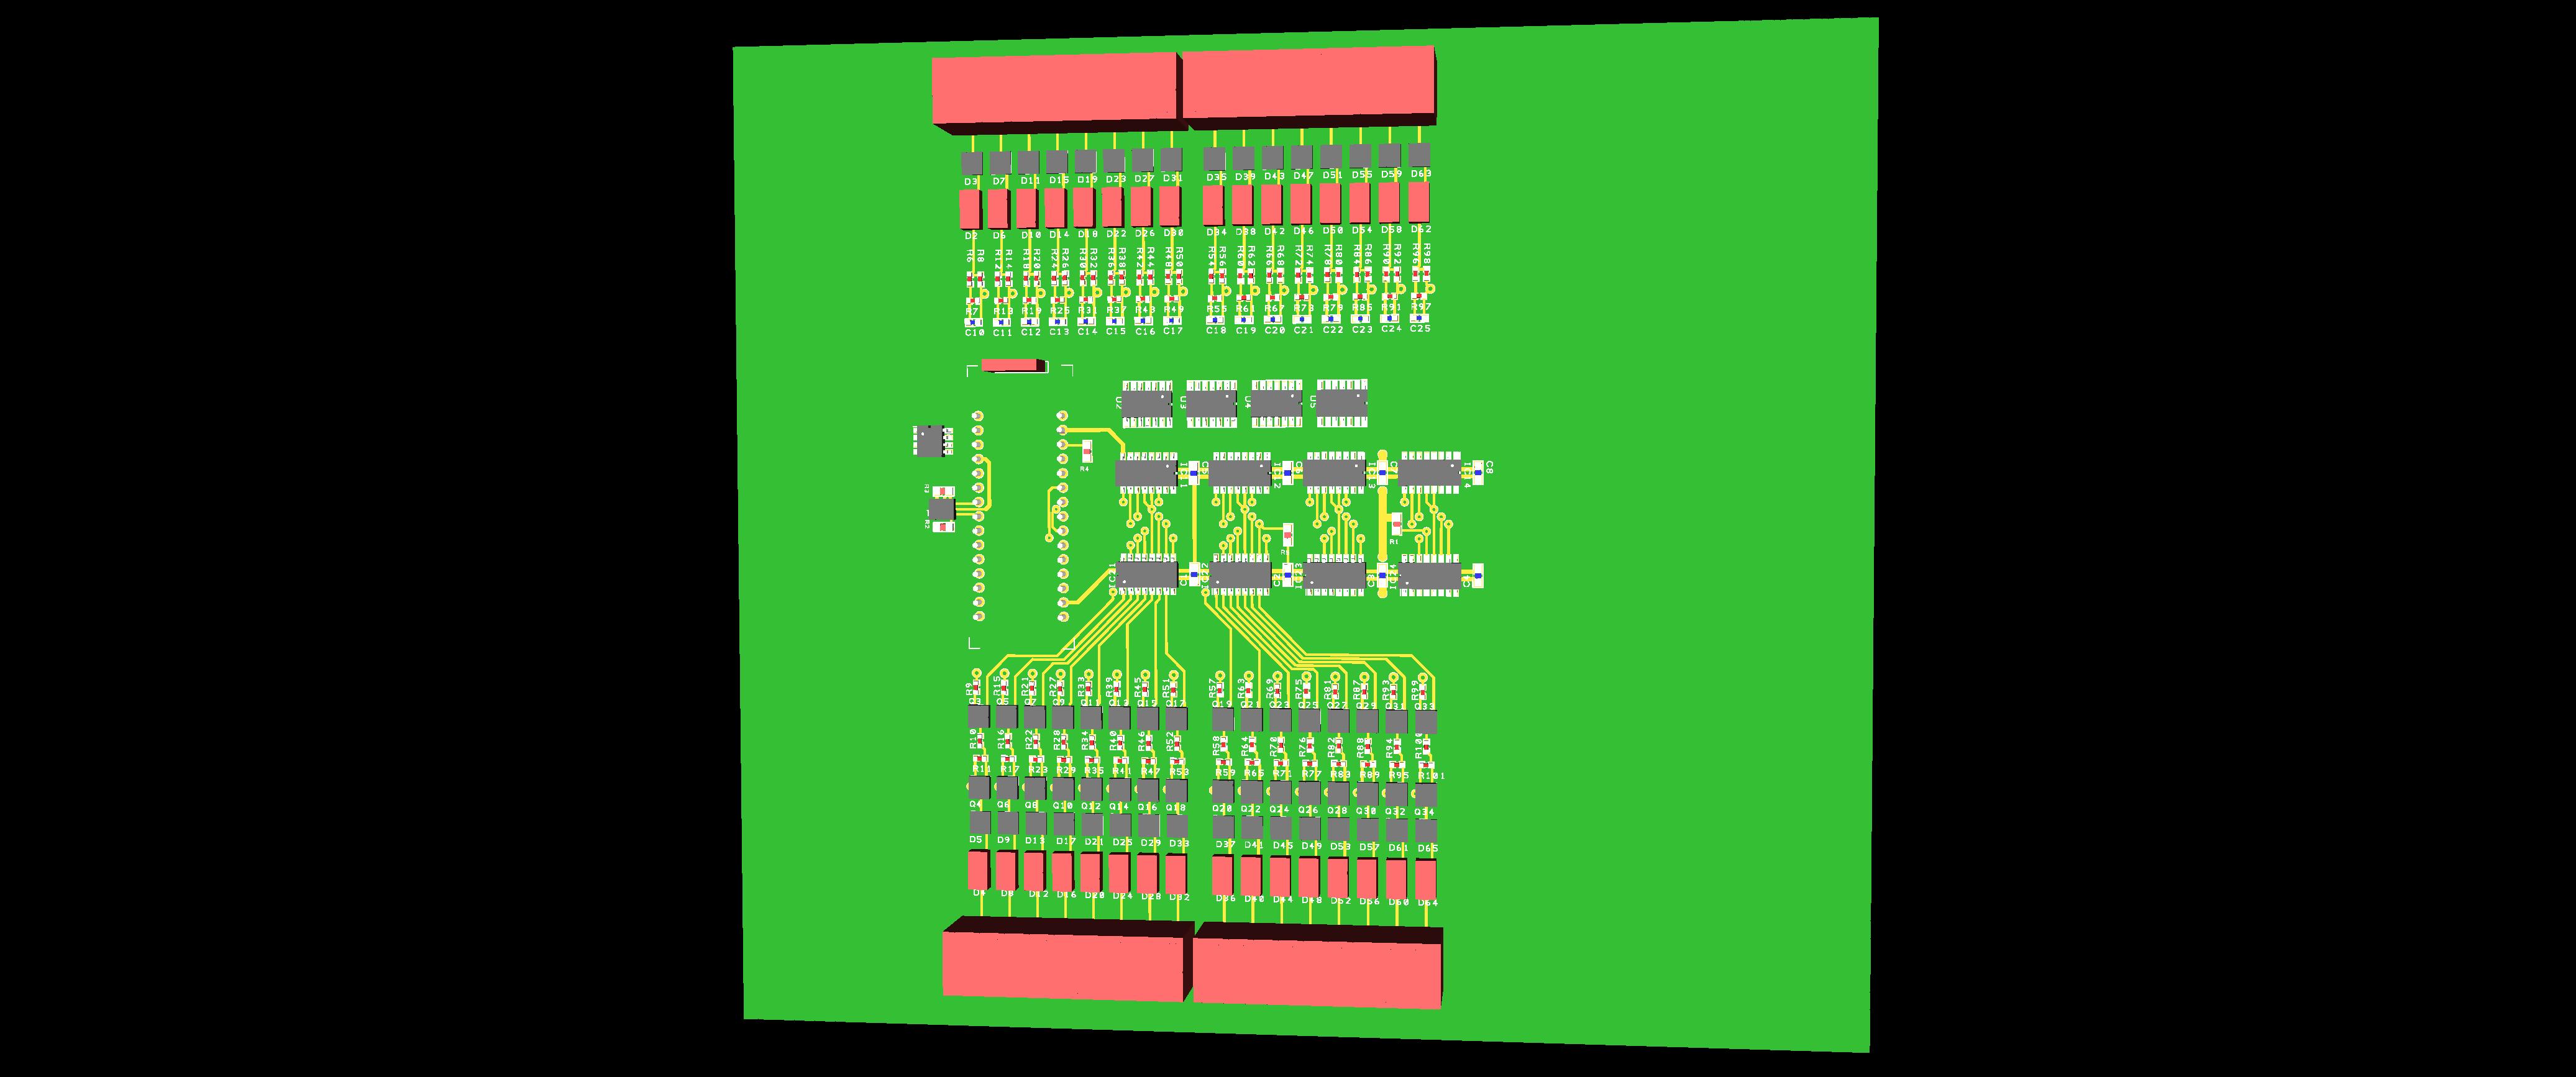 D3 D7 D11 D15 D19 D23 D27 D31 D35 D39 D43 D47 D51 D55 D59 D63
D2 D6 D10 D14 D18 D22 D26 D30 D34 D38 D42 D46 D50 D54 D58 D62
R6 R8 R12 R14 R18 R20 R24 R26 R30 R32 R36 R38 R42 R44 R48 R50 R54 R56 R60 R62 R66 R68 R72 R74 R78 R80 R84 R86 R90 R92 R96 R98
R7 R13 R19 R25 R31 R37 R43 R49 R55 R61 R67 R73 R79 R85 R91 R97
C10 C11 C12 C13 C14 C15 C16 C17 C18 C19 C20 C21 C22 C23 C24 C25
U2 U3 U4 U5
R4
C8
R3
R2
R1
R9 R15 R21 R27 R33 R39 R45 R51 R57 R63 R69 R75 R81 R87 R93 R99
R10 R16 R22 R28 R34 R40 R46 R52 R58 R64 R70 R76 R82 R88 R94 R100
R11 R17 R23 R29 R35 R41 R47 R53 R59 R65 R71 R77 R83 R89 R95 R101
Q4 Q6 Q8 Q10 Q12 Q14 Q16 Q18 Q20 Q22 Q24 Q26 Q28 Q30 Q32 Q34
D5 D9 D13 D17 D21 D25 D29 D33 D37 D41 D45 D49 D53 D57 D61 D65
D4 D8 D12 D16 D20 D24 D28 D32 D36 D40 D44 D48 D52 D56 D60 D64